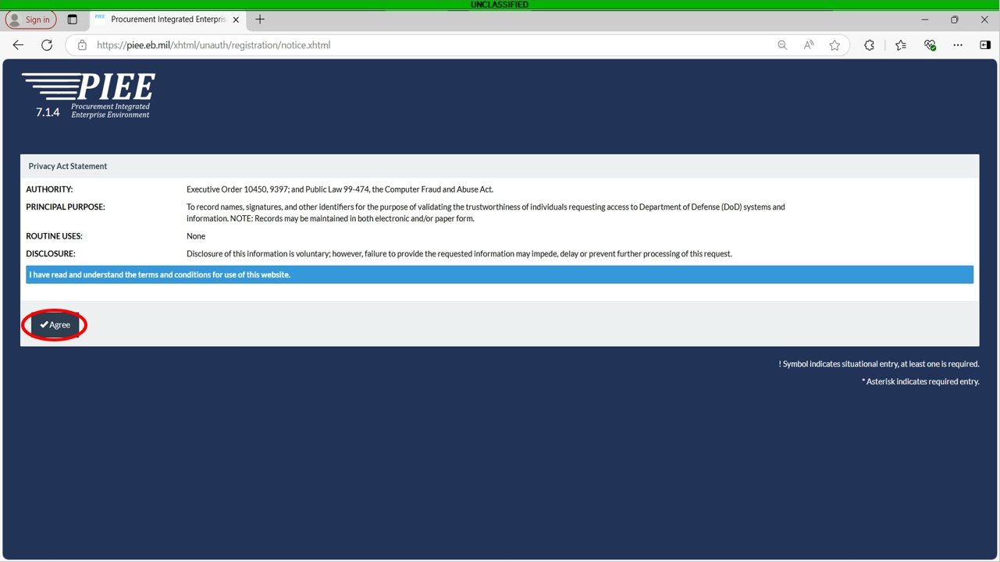 UNCLASSIFIED
Sign in
PIEE
Procurement Integrated Enterpris
https://piee.eb.mil/xhtml/unauth/registration/notice.xhtml
PIEE
7.1.4
Procurement Integrated
Enterprise Environment
Privacy Act Statement
AUTHORITY: Executive Order 10450, 9397; and Public Law 99-474, the Computer Fraud and Abuse Act.
PRINCIPAL PURPOSE: To record names, signatures, and other identifiers for the purpose of validating the trustworthiness of individuals requesting access to Department of Defense (DoD) systems and
information. NOTE: Records may be maintained in both electronic and/or paper form.
ROUTINE USES: None
DISCLOSURE: Disclosure of this information is voluntary; however, failure to provide the requested information may impede, delay or prevent further processing of this request.
I have read and understand the terms and conditions for use of this website.
Agree
! Symbol indicates situational entry, at least one is required.
* Asterisk indicates required entry.